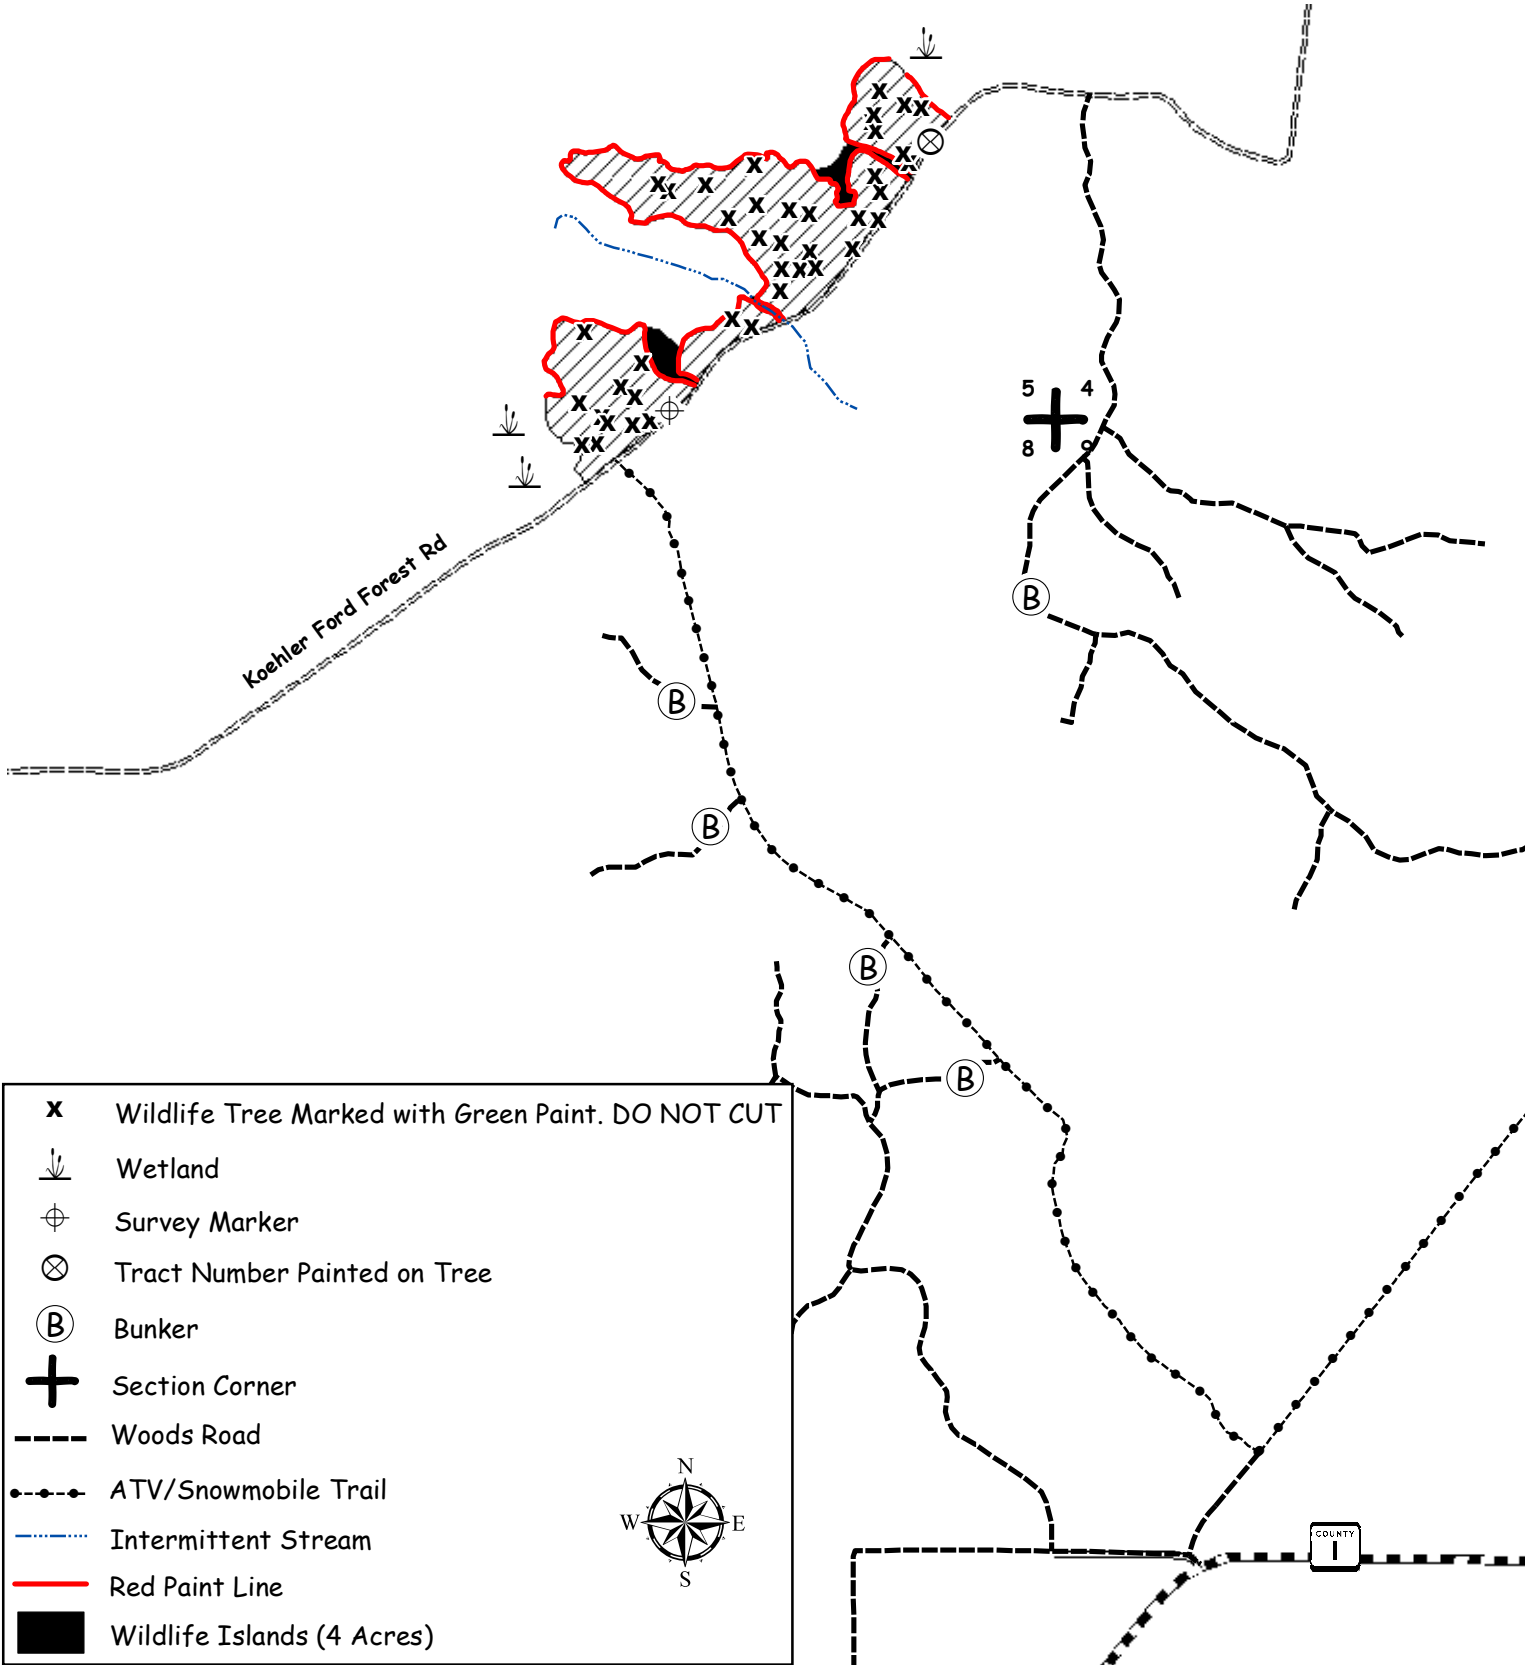 5 4
8 9
Koehler Ford Forest Rd
B
B
B
B
B
X Wildlife Tree Marked with Green Paint. DO NOT CUT
Wetland
Survey Marker
Tract Number Painted on Tree
B Bunker
Section Corner
Woods Road
ATV/Snowmobile Trail
Intermittent Stream
Red Paint Line
Wildlife Islands (4 Acres)
N
W E
S
COUNTY
I